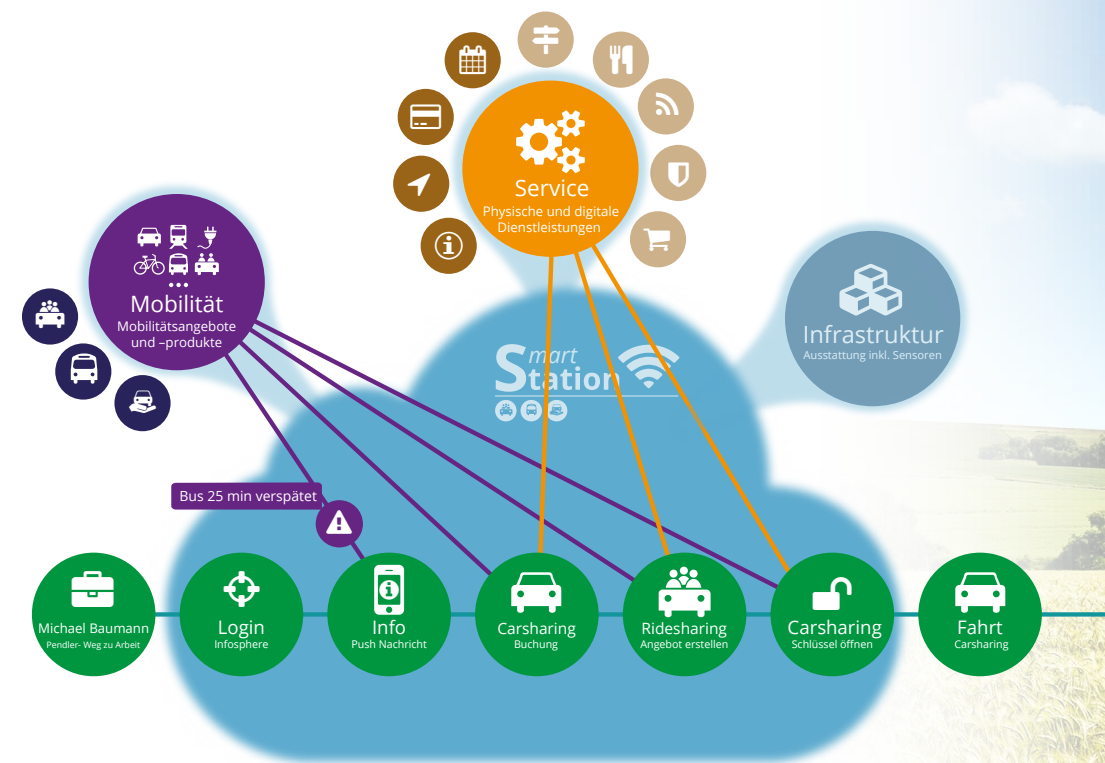 Service
Physische und digitale
Dienstleistungen
Mobilität
Mobilitätsangebote
und –produkte
Infrastruktur
Ausstattung inkl. Sensoren
Smart
Station
Bus 25 min verspätet
Michael Baumann
Pendler- Weg zu Arbeit
Login
Infosphere
Info
Push Nachricht
Carsharing
Buchung
Ridesharing
Angebot erstellen
Carsharing
Schlüssel öffnen
Fahrt
Carsharing